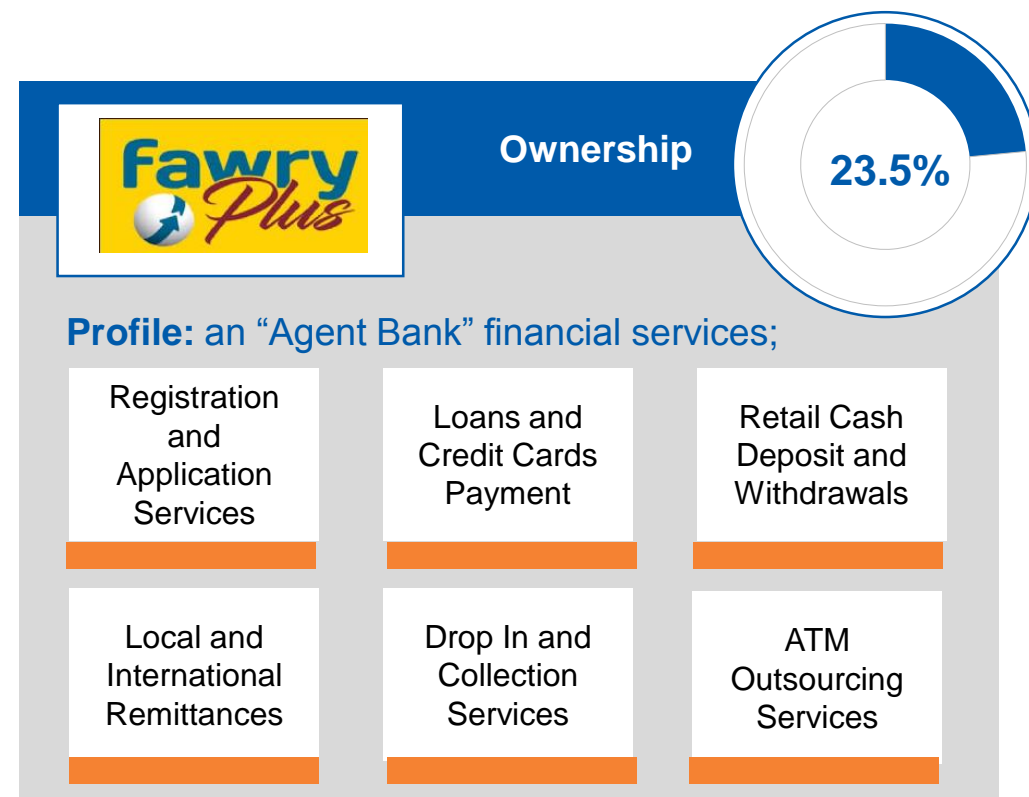 fawry
Plus
Ownership
23.5%
Profile: an “Agent Bank” financial services;
Registration
and
Application
Services
Loans and
Credit Cards
Payment
Retail Cash
Deposit and
Withdrawals
Local and
International
Remittances
Drop In and
Collection
Services
ATM
Outsourcing
Services